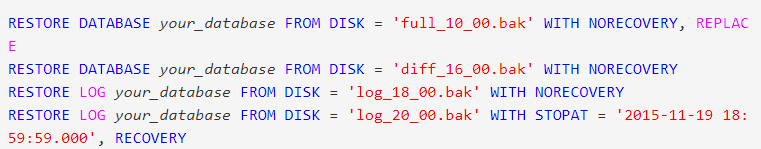 RESTORE DATABASE your_database FROM DISK = 'full_10_00.bak' WITH NORECOVERY, REPLAC
E
RESTORE DATABASE your_database FROM DISK = 'diff_16_00.bak' WITH NORECOVERY
RESTORE LOG your_database FROM DISK = 'log_18_00.bak' WITH NORECOVERY
RESTORE LOG your_database FROM DISK = 'log_20_00.bak' WITH STOPAT = '2015-11-19 18:
59:59.000', RECOVERY